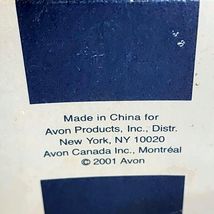 Made in China for
Avon Products, Inc., Distr.
New York, NY 10020
Avon Canada Inc., Montréal
© 2001 Avon